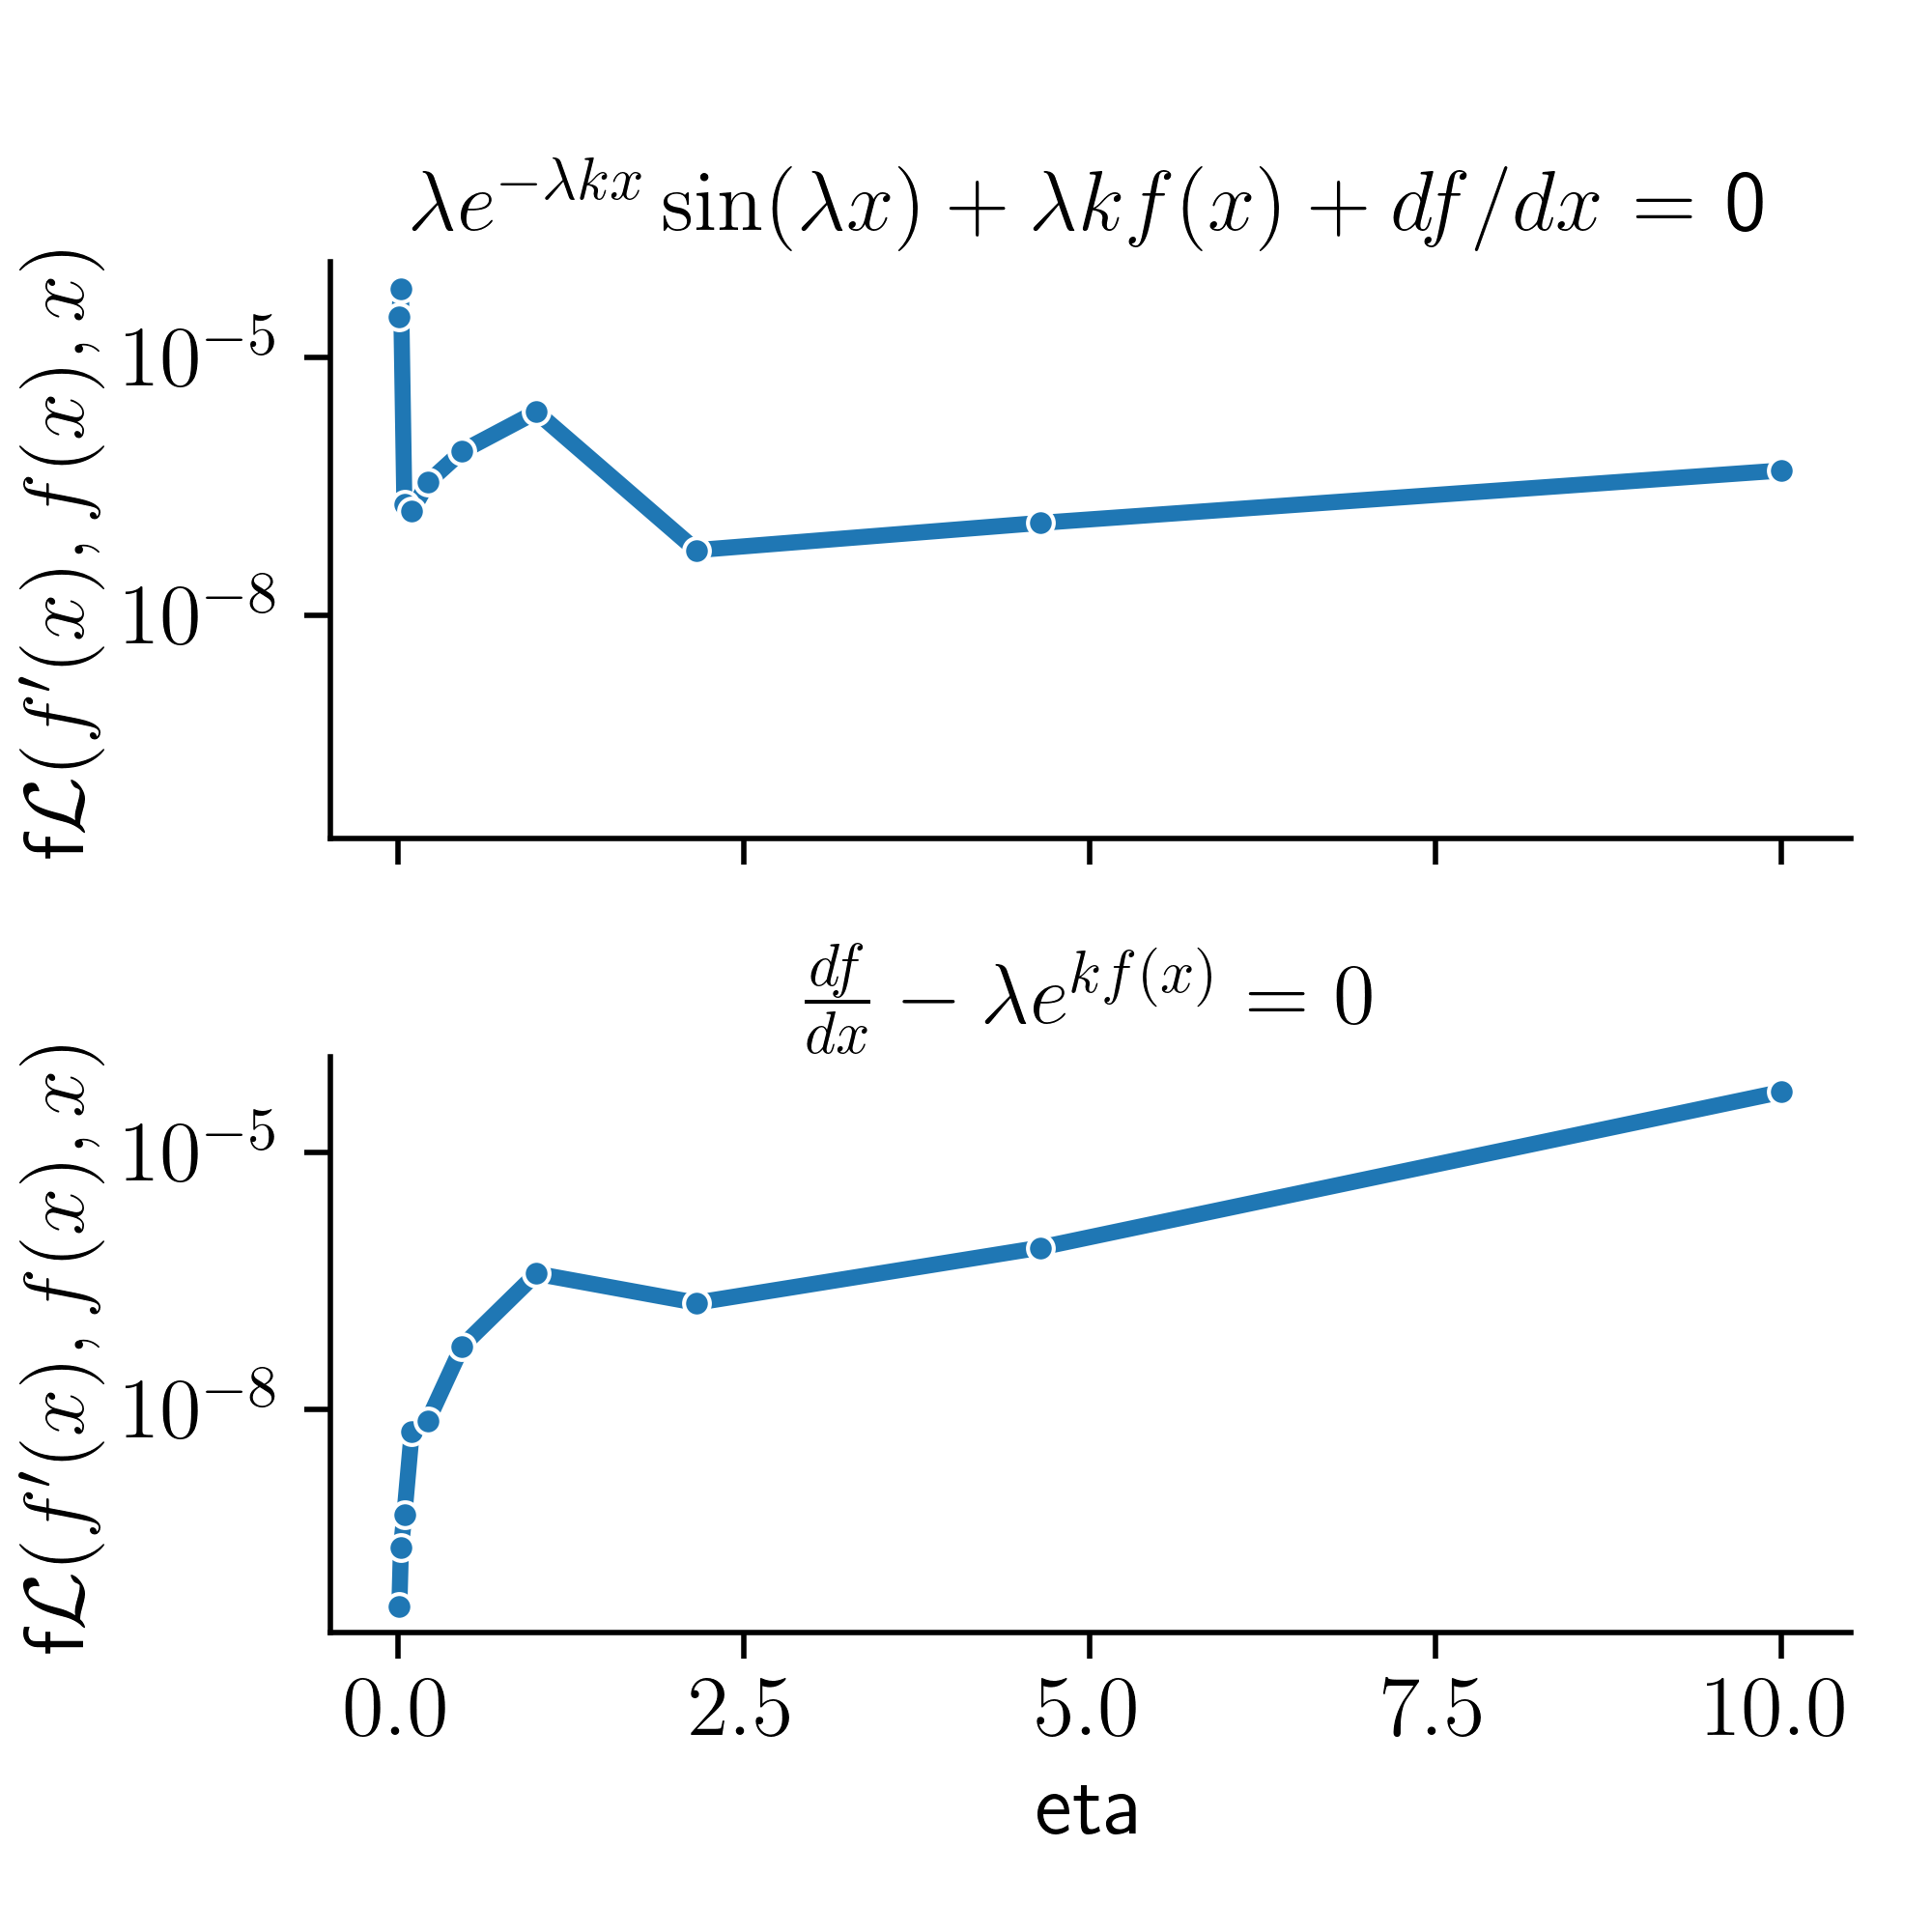 λe^{−λkx} sin(λx) + λkf(x) + df/dx = 0
fℒ(f′(x), f(x), x)
10^{−5}
10^{−8}
\frac{df}{dx} − λe^{kf(x)} = 0
fℒ(f′(x), f(x), x)
10^{−5}
10^{−8}
0.0 2.5 5.0 7.5 10.0
eta